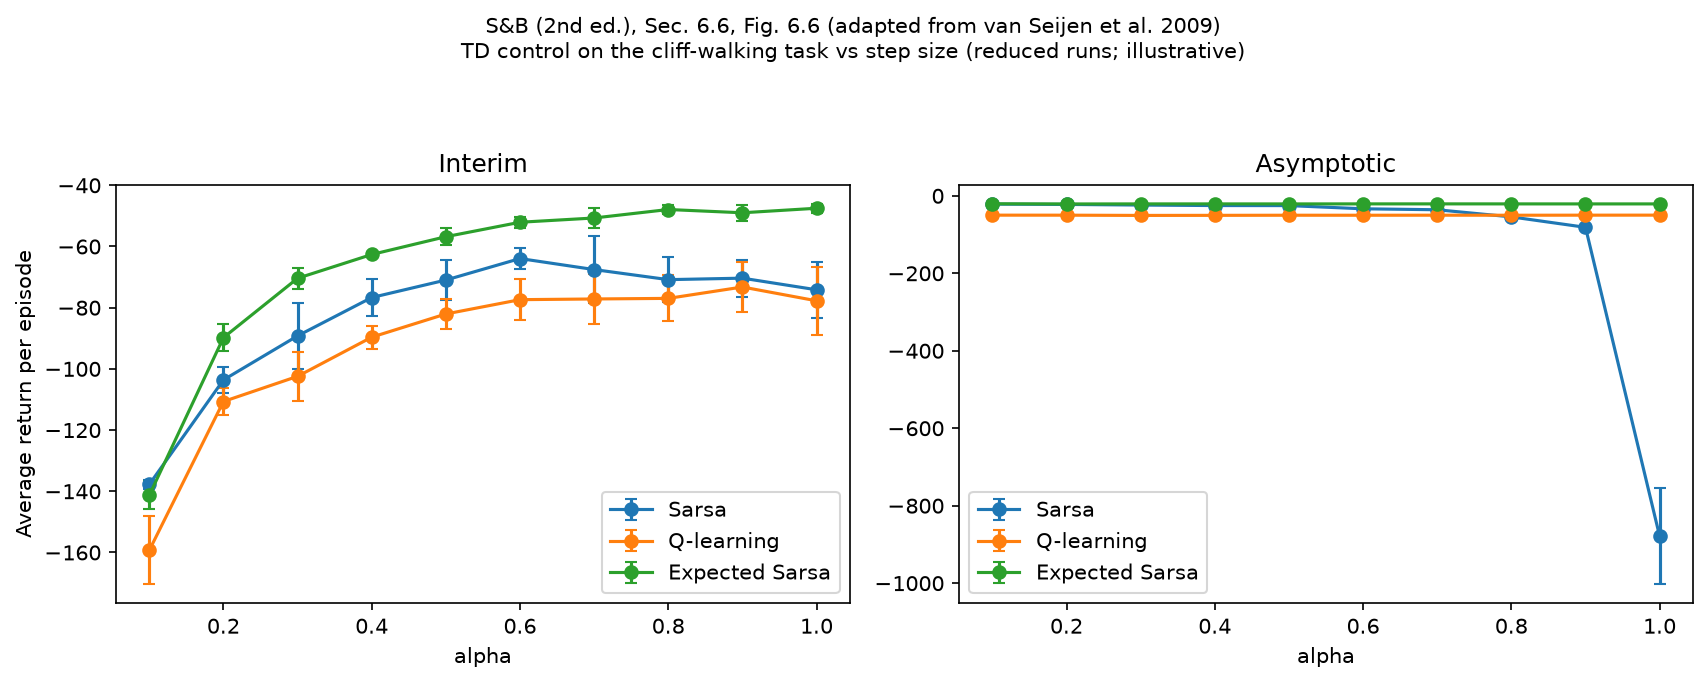 S&B (2nd ed.), Sec. 6.6, Fig. 6.6 (adapted from van Seijen et al. 2009)
TD control on the cliff-walking task vs step size (reduced runs; illustrative)
Interim
Average return per episode
−40
−60
−80
−100
−120
−140
−160
0.2
0.4
0.6
0.8
1.0
alpha
Sarsa
Q-learning
Expected Sarsa
Asymptotic
0
−200
−400
−600
−800
−1000
0.2
0.4
0.6
0.8
1.0
alpha
Sarsa
Q-learning
Expected Sarsa